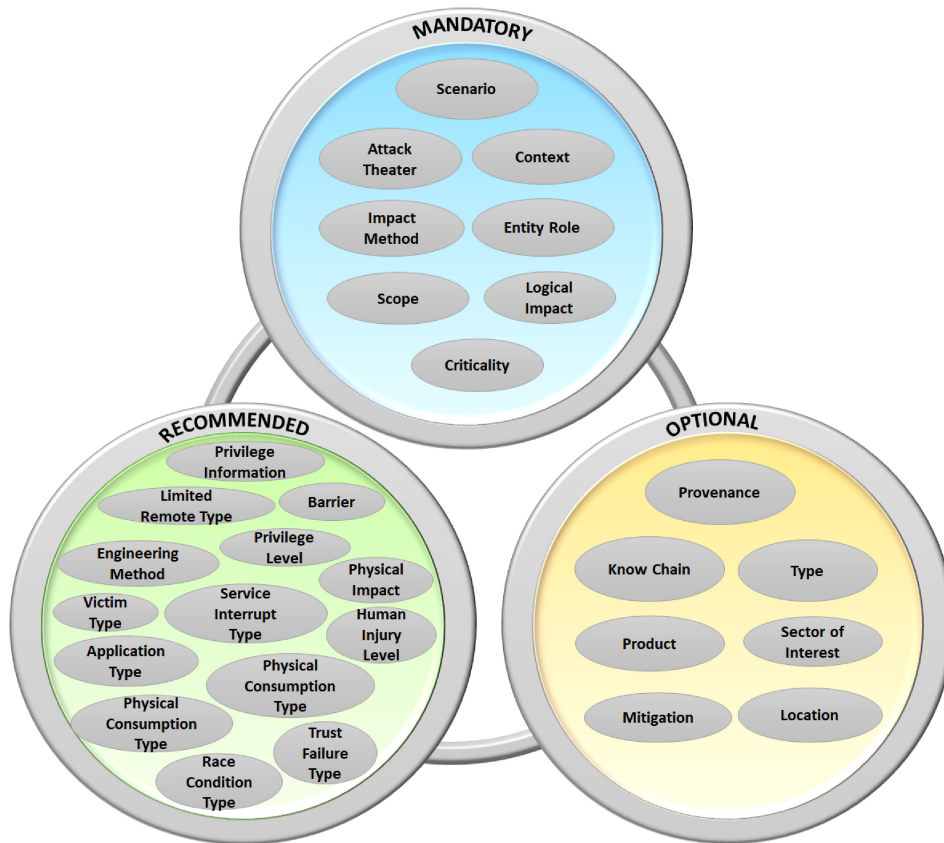 MANDATORY
Scenario
Attack
Theater
Context
Impact
Method
Entity Role
Scope
Logical
Impact
Criticality
RECOMMENDED
Privilege
Information
Limited
Remote Type
Barrier
Privilege
Level
Engineering
Method
Physical
Impact
Victim
Type
Service
Interrupt
Type
Human
Injury
Level
Application
Type
Physical
Consumption
Type
Physical
Consumption
Type
Trust
Failure
Type
Race
Condition
Type
OPTIONAL
Provenance
Know Chain
Type
Product
Sector of
Interest
Mitigation
Location